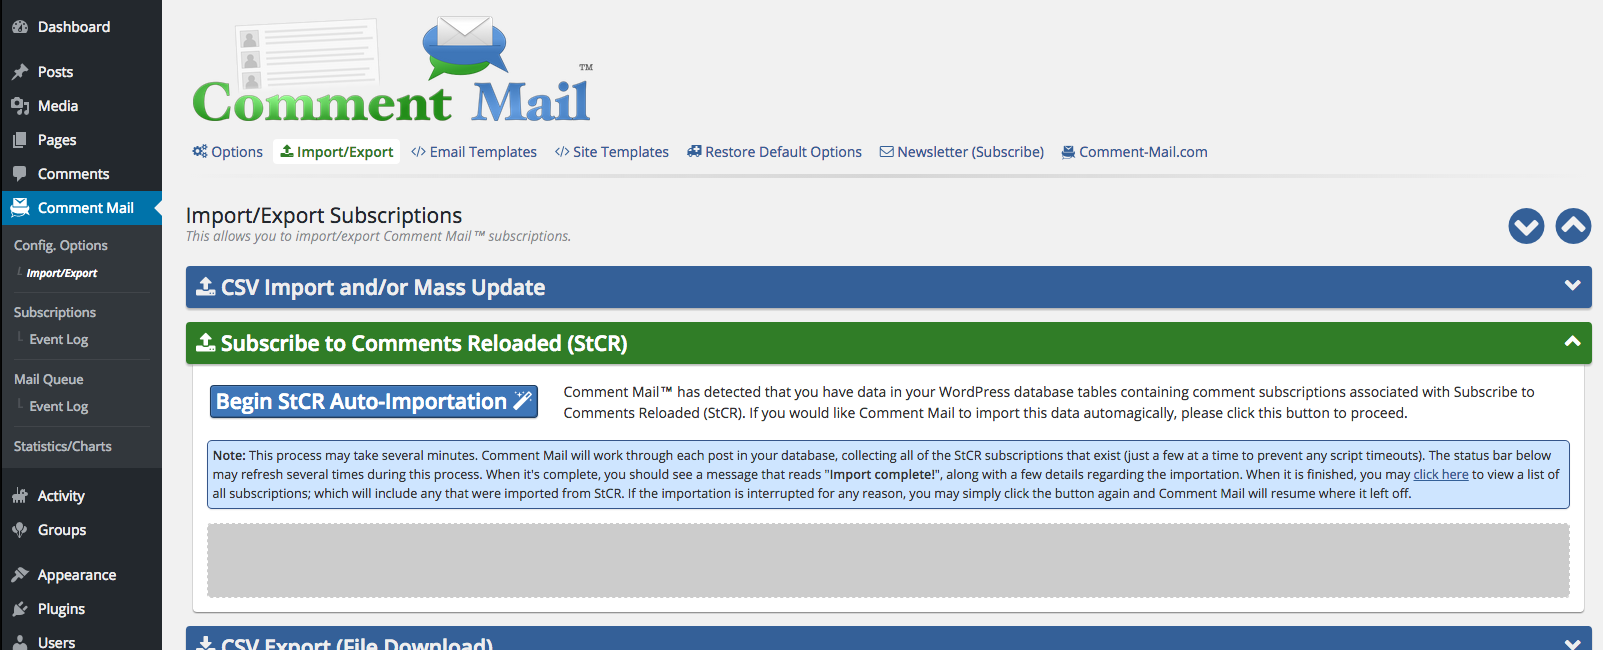 Dashboard
Posts
Media
Pages
Comments
Comment Mail
Config. Options
Import/Export
Subscriptions
Event Log
Mail Queue
Event Log
Statistics/Charts
Activity
Groups
Appearance
Plugins
Users
Comment Mail ™
Options Import/Export </> Email Templates </> Site Templates Restore Default Options Newsletter (Subscribe) Comment-Mail.com
Import/Export Subscriptions
This allows you to import/export Comment Mail™ subscriptions.
CSV Import and/or Mass Update
Subscribe to Comments Reloaded (StCR)
Begin StCR Auto-Importation
Comment Mail™ has detected that you have data in your WordPress database tables containing comment subscriptions associated with Subscribe to
Comments Reloaded (StCR). If you would like Comment Mail to import this data automagically, please click this button to proceed.
Note: This process may take several minutes. Comment Mail will work through each post in your database, collecting all of the StCR subscriptions that exist (just a few at a time to prevent any script timeouts). The status bar below
may refresh several times during this process. When it's complete, you should see a message that reads "Import complete!", along with a few details regarding the importation. When it is finished, you may click here to view a list of
all subscriptions; which will include any that were imported from StCR. If the importation is interrupted for any reason, you may simply click the button again and Comment Mail will resume where it left off.
CSV Export (File Download)